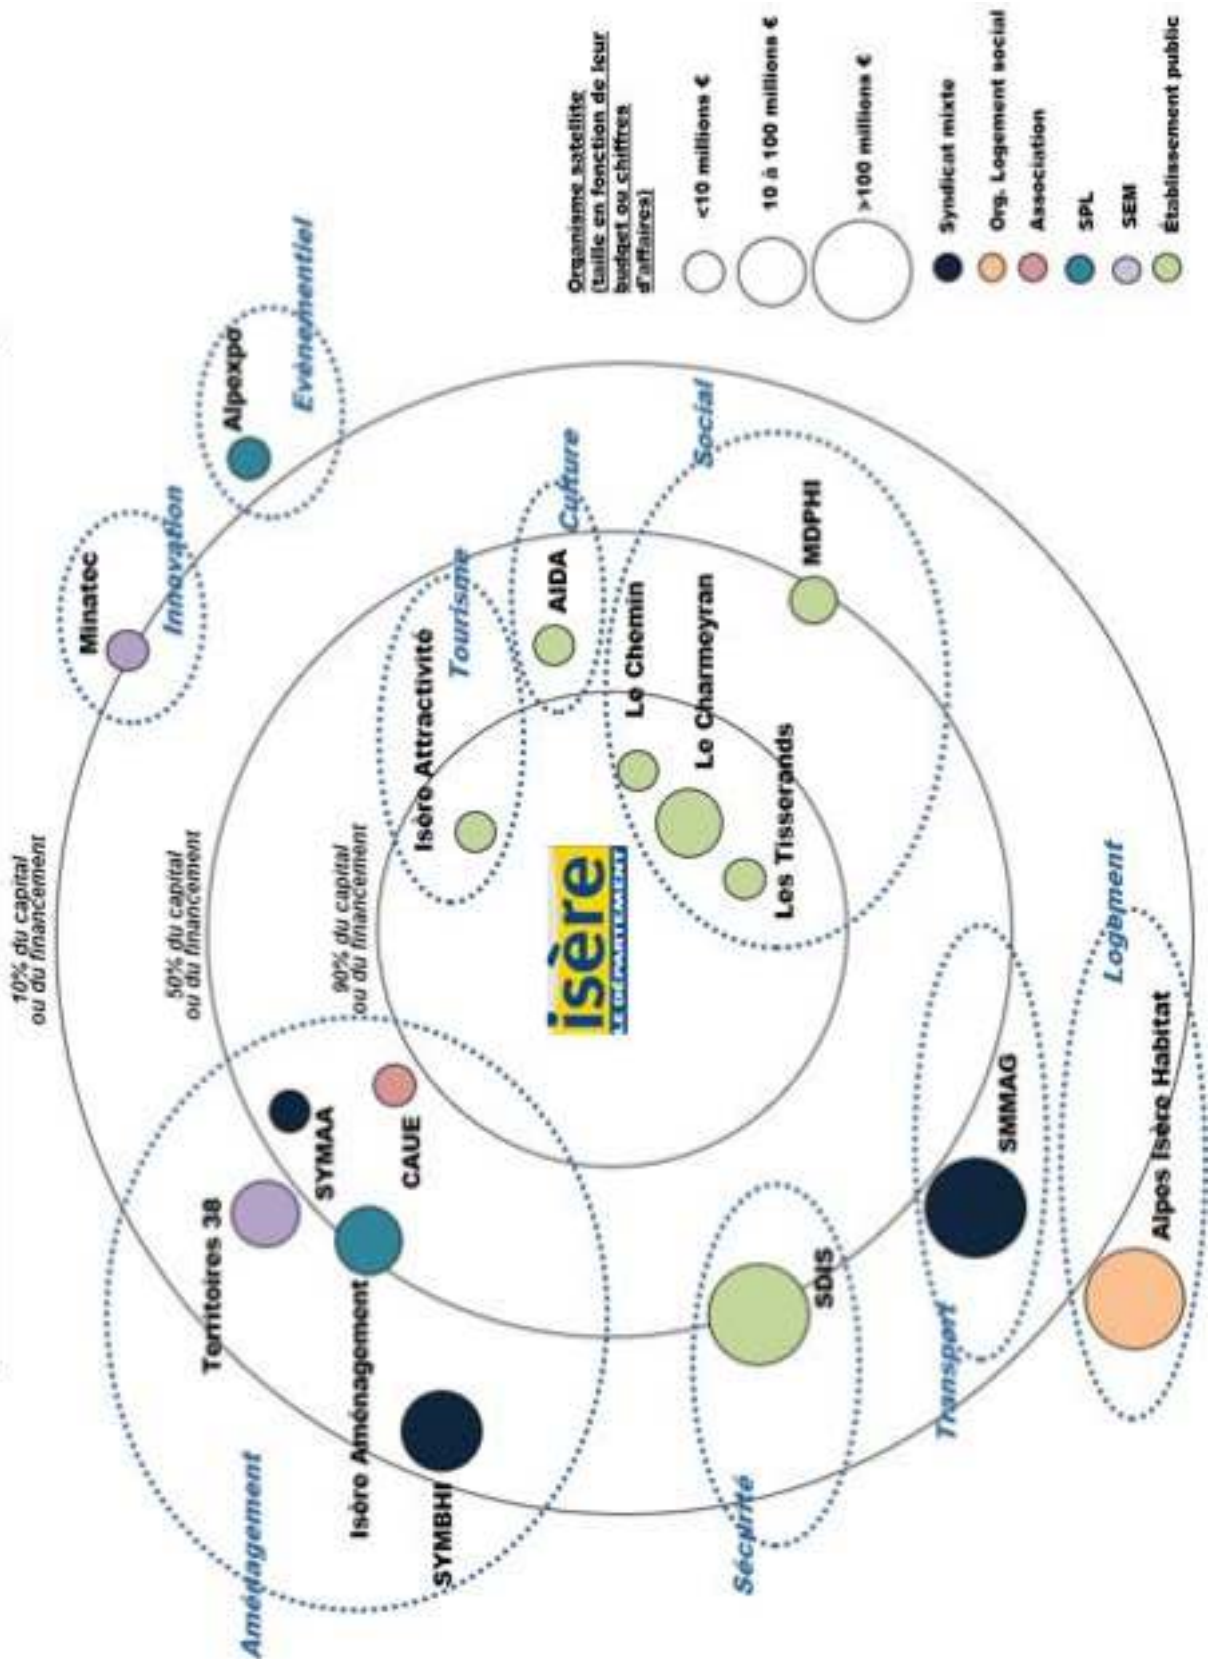 10% du capital
ou du financement
50% du capital
ou du financement
90% du capital
ou du financement
Aménagement
Territoires 38
SYMAA
CAUE
Isère Aménagement
SYMBHI
Innovation
Minatec
Evènementiel
Alpexpo
Tourisme
Isère Attractivité
Culture
AIDA
isère
LE DÉPARTEMENT
Social
Le Chemin
Le Charmeyran
Les Tisserands
MDPHI
Sécurité
SDIS
Transport
SMMAG
Logement
Alpes Isère Habitat
Organisme satellite
(taille en fonction de leur
budget ou chiffres
d'affaires)
<10 millions €
10 à 100 millions €
>100 millions €
Syndicat mixte
Org. Logement social
Association
SPL
SEM
Établissement public